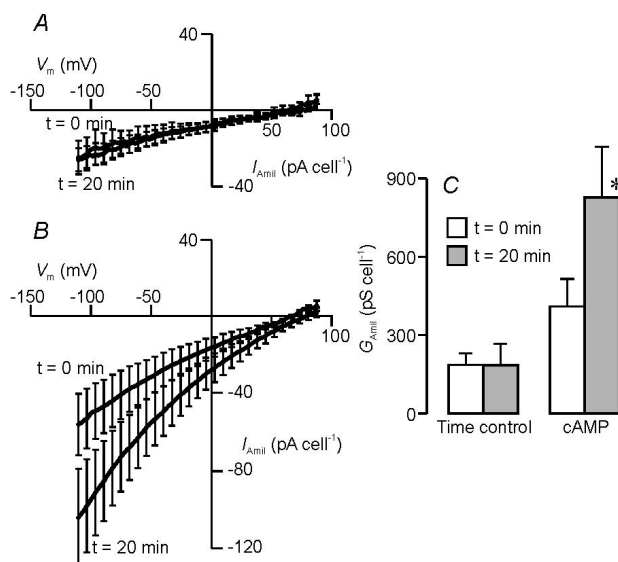 A
40
Vm (mV)
-150 -100 -50
t = 0 min
50 100
t = 20 min
IAmil (pA cell-1)
-40
B
40
Vm (mV)
-150 -100 -50
100
t = 0 min
-40
IAmil (pA cell-1)
-80
t = 20 min
-120
C
900
*
t = 0 min
t = 20 min
600
GAmil (pS cell-1)
300
0
Time control cAMP